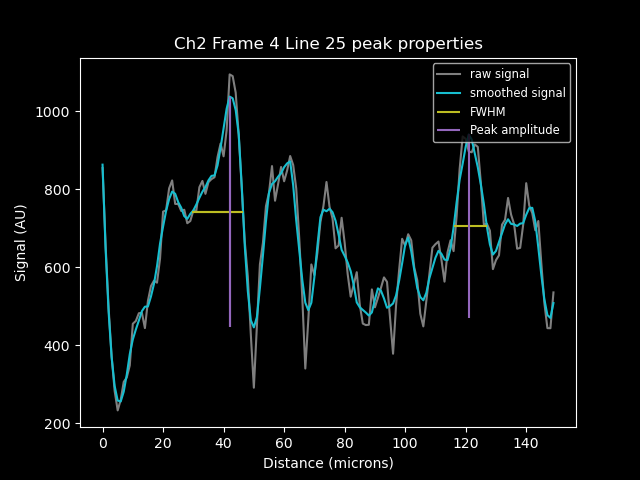 Ch2 Frame 4 Line 25 peak properties
raw signal
smoothed signal
FWHM
Peak amplitude
Signal (AU)
1000
800
600
400
200
0 20 40 60 80 100 120 140
Distance (microns)